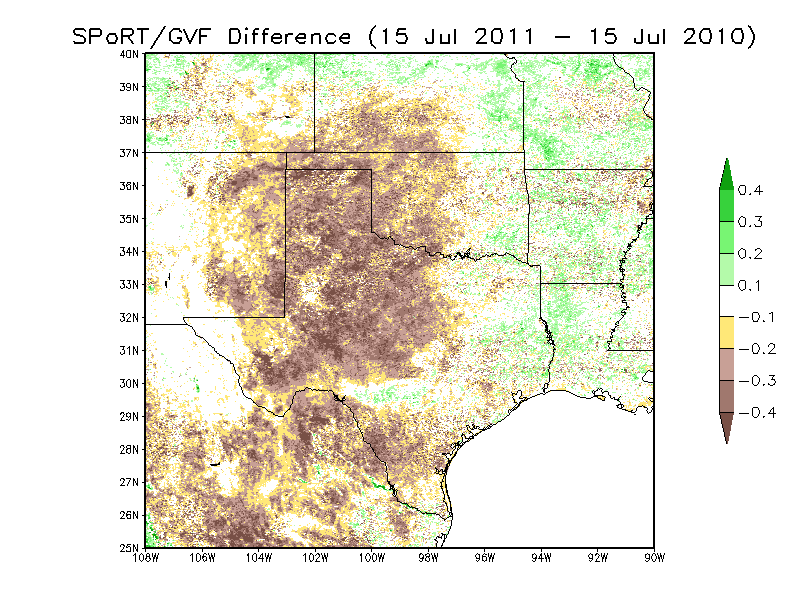 SPoRT/GVF Difference (15 Jul 2011 − 15 Jul 2010)
40N
39N
38N
37N
36N
35N
34N
33N
32N
31N
30N
29N
28N
27N
26N
25N
108W 106W 104W 102W 100W 98W 96W 94W 92W 90W
0.4
0.3
0.2
0.1
−0.1
−0.2
−0.3
−0.4